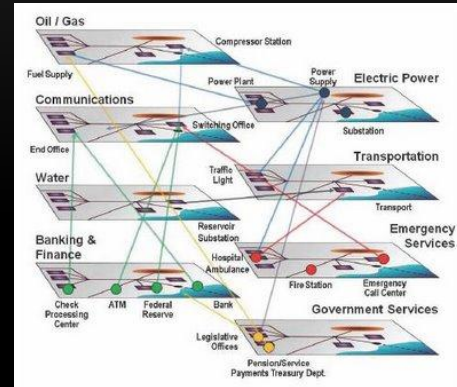 Oil / Gas
Compressor Station
Fuel Supply
Power Plant
Power
Supply
Electric Power
Communications
Switching Office
Substation
End Office
Transportation
Traffic
Light
Water
Transport
Reservoir
Substation
Emergency
Services
Banking &
Finance
Hospital
Ambulance
Fire Station
Emergency
Call Center
Check
Processing
Center
ATM
Federal
Reserve
Bank
Government Services
Legislative
Offices
Pension/Service
Payments Treasury Dept.